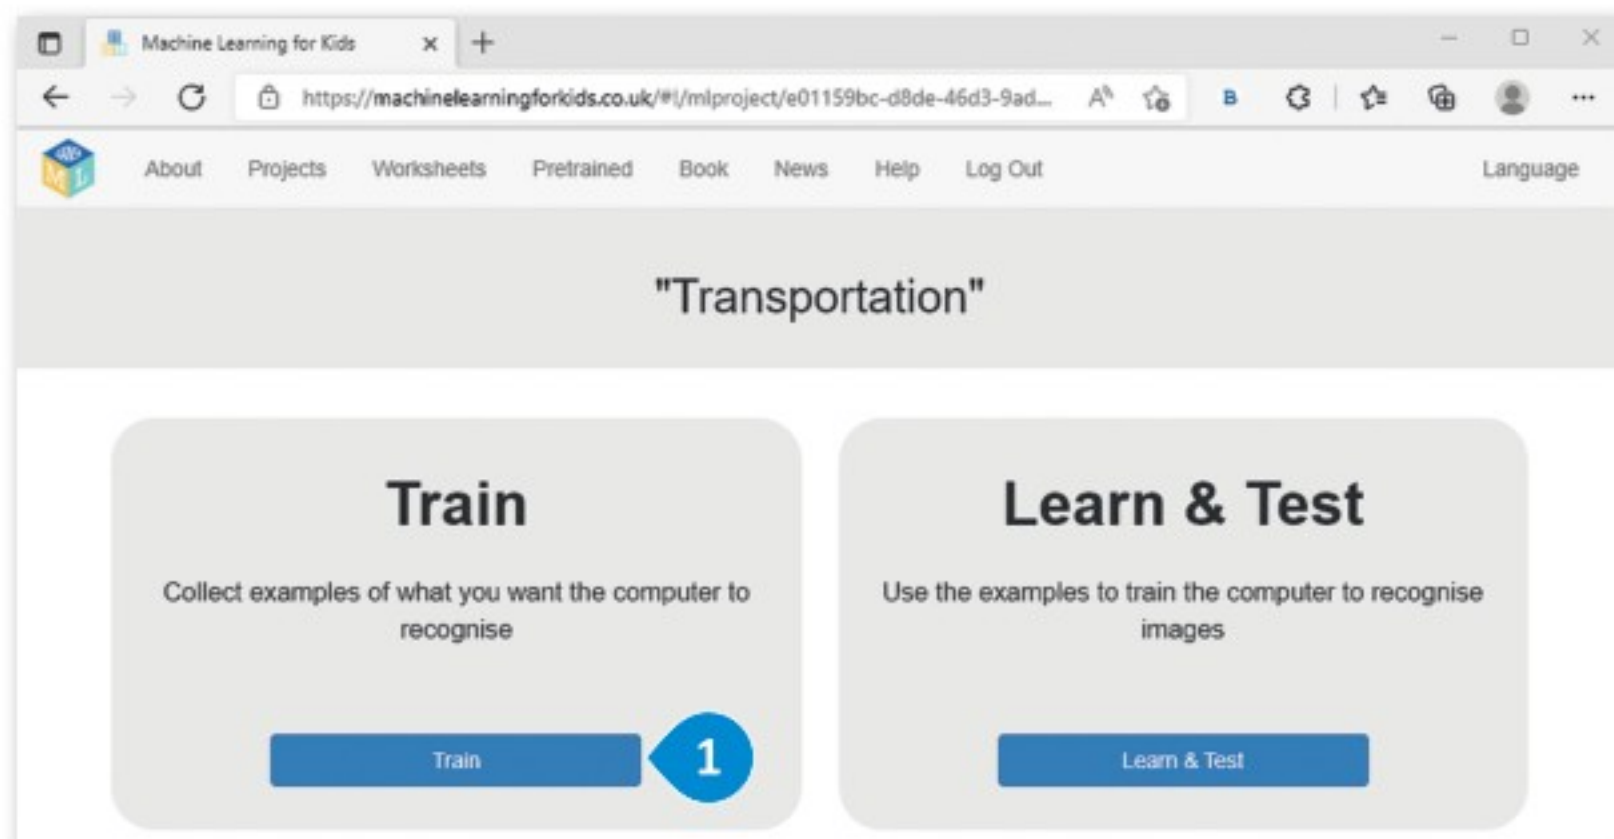 Machine Learning for Kids
https://machinelearningforkids.co.uk/#!/mlproject/e01159bc-d8de-46d3-9ad...
B
ML
About Projects Worksheets Pretrained Book News Help Log Out Language
"Transportation"
Train
Collect examples of what you want the computer to
recognise
Train
1
Learn & Test
Use the examples to train the computer to recognise
images
Learn & Test